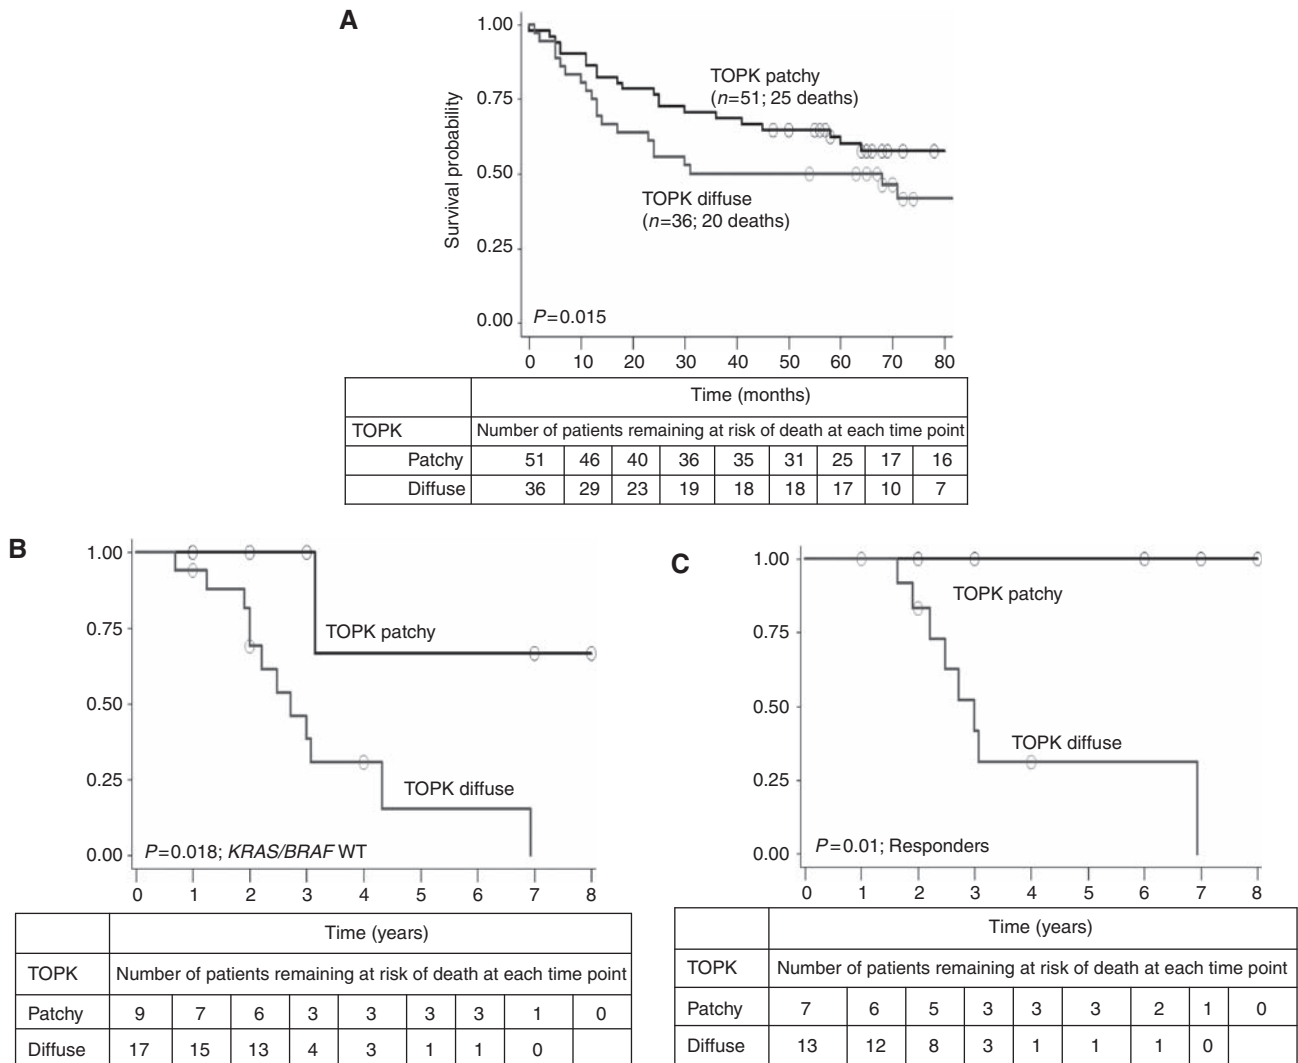 A
1.00
0.75
0.50
0.25
0.00
Survival probability
TOPK patchy
(n=51; 25 deaths)
TOPK diffuse
(n=36; 20 deaths)
P=0.015
0 10 20 30 40 50 60 70 80
Time (months)
TOPK Number of patients remaining at risk of death at each time point
Patchy 51 46 40 36 35 31 25 17 16
Diffuse 36 29 23 19 18 18 17 10 7
B
1.00
0.75
0.50
0.25
0.00
TOPK patchy
TOPK diffuse
P=0.018; KRAS/BRAF WT
0 1 2 3 4 5 6 7 8
Time (years)
TOPK Number of patients remaining at risk of death at each time point
Patchy 9 7 6 3 3 3 3 1 0
Diffuse 17 15 13 4 3 1 1 0
C
1.00
0.75
0.50
0.25
0.00
TOPK patchy
TOPK diffuse
P=0.01; Responders
0 1 2 3 4 5 6 7 8
Time (years)
TOPK Number of patients remaining at risk of death at each time point
Patchy 7 6 5 3 3 3 2 1 0
Diffuse 13 12 8 3 1 1 1 0